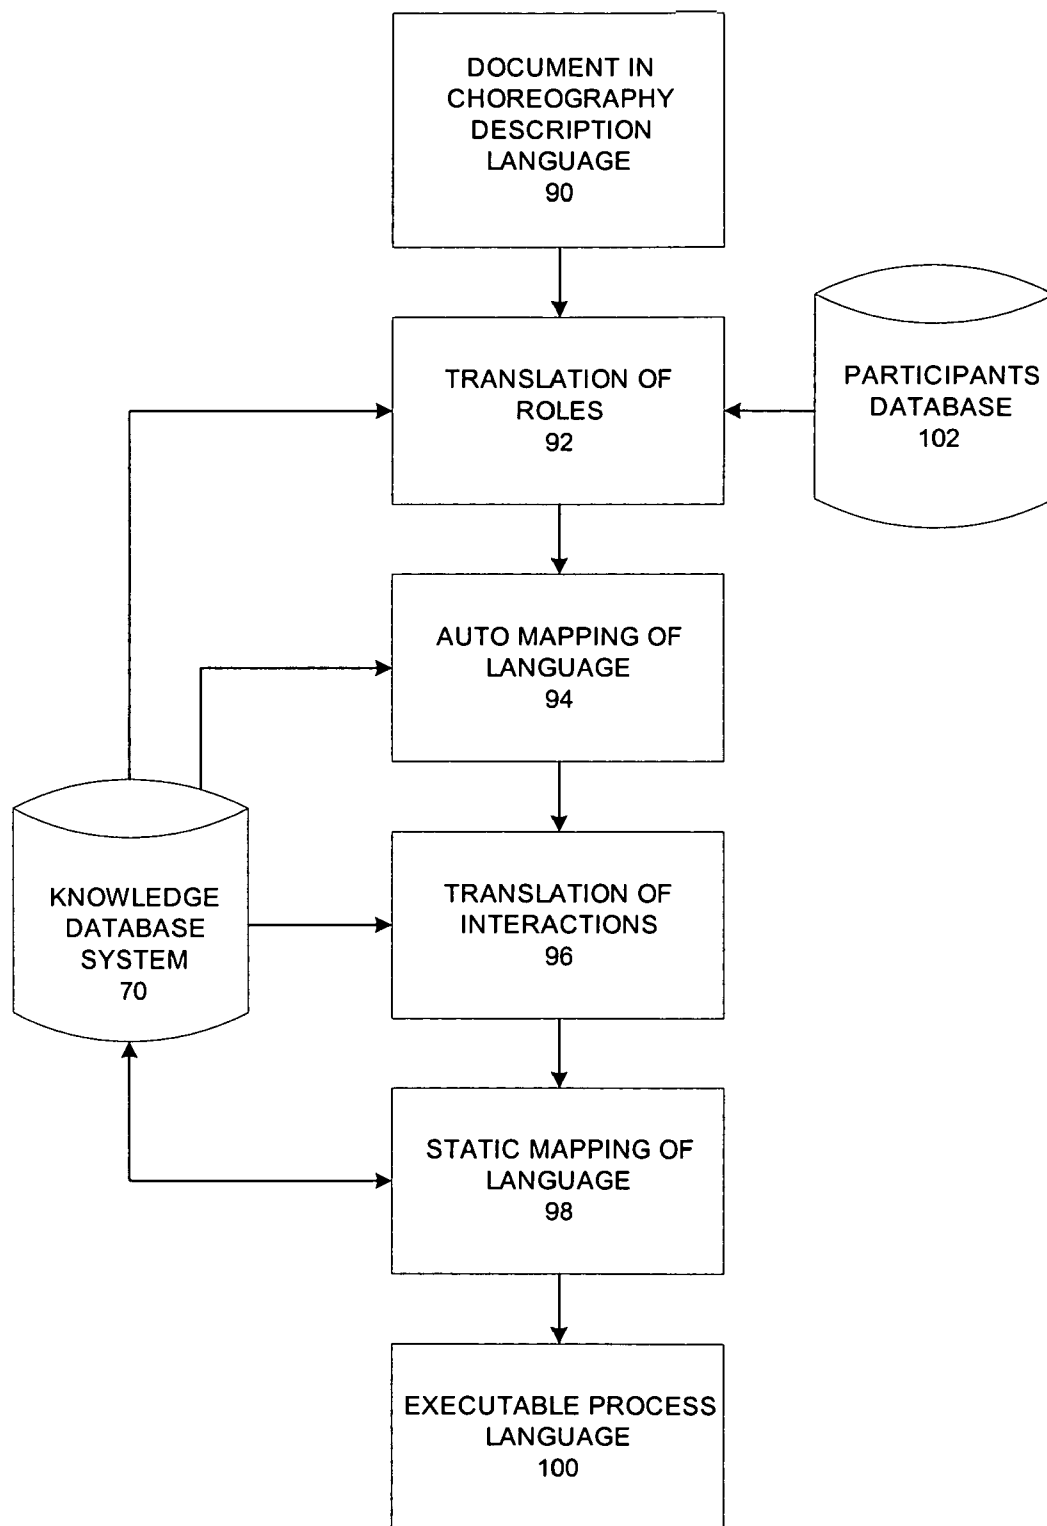 DOCUMENT IN
CHOREOGRAPHY
DESCRIPTION
LANGUAGE
90
TRANSLATION OF
ROLES
92
PARTICIPANTS
DATABASE
102
AUTO MAPPING OF
LANGUAGE
94
KNOWLEDGE
DATABASE
SYSTEM
70
TRANSLATION OF
INTERACTIONS
96
STATIC MAPPING OF
LANGUAGE
98
EXECUTABLE PROCESS
LANGUAGE
100